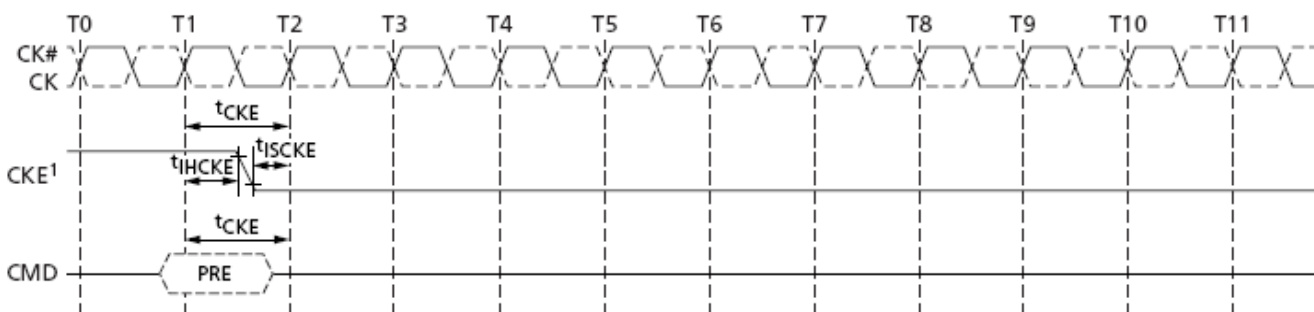 T0 T1 T2 T3 T4 T5 T6 T7 T8 T9 T10 T11
CK#
CK
tCKE
tISCKE
CKE1
tIHCKE
tCKE
CMD PRE